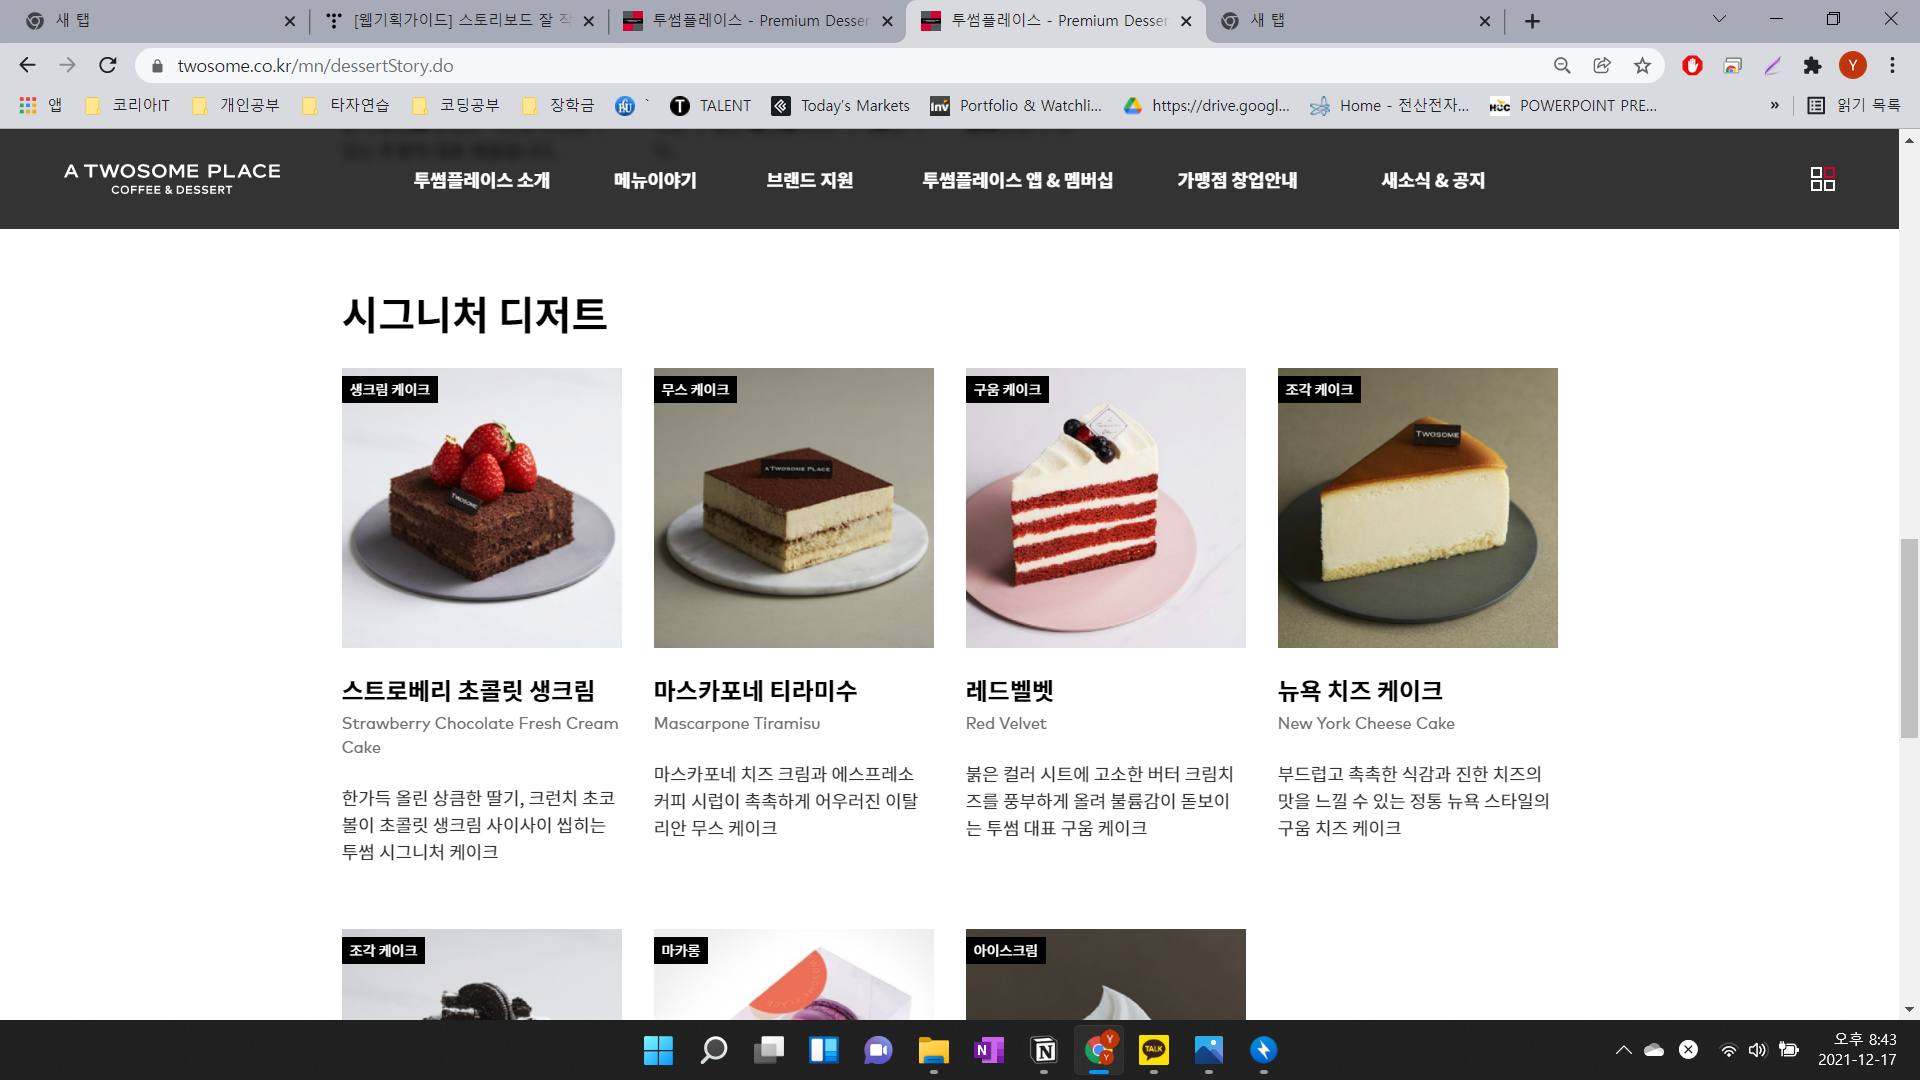 새 탭
[웹기획가이드] 스토리보드 잘 작
투썸플레이스 - Premium Desser
투썸플레이스 - Premium Desser
새 탭
twosome.co.kr/mn/dessertStory.do
Y
앱
코리아IT
개인공부
타자연습
코딩공부
장학금
`
TALENT
Today's Markets
Inv
Portfolio & Watchli...
https://drive.googl...
Home - 전산전자...
POWERPOINT PRE...
»
읽기 목록
A TWOSOME PLACE
COFFEE & DESSERT
투썸플레이스 소개
메뉴이야기
브랜드 지원
투썸플레이스 앱 & 멤버십
가맹점 창업안내
새소식 & 공지
시그니처 디저트
생크림 케이크
무스 케이크
구움 케이크
조각 케이크
TWOSOME
A TWOSOME PLACE
TWOSOME
스트로베리 초콜릿 생크림
Strawberry Chocolate Fresh Cream
Cake
한가득 올린 상큼한 딸기, 크런치 초코
볼이 초콜릿 생크림 사이사이 씹히는
투썸 시그니처 케이크
마스카포네 티라미수
Mascarpone Tiramisu
마스카포네 치즈 크림과 에스프레소
커피 시럽이 촉촉하게 어우러진 이탈
리안 무스 케이크
레드벨벳
Red Velvet
붉은 컬러 시트에 고소한 버터 크림치
즈를 풍부하게 올려 볼륨감이 돋보이
는 투썸 대표 구움 케이크
뉴욕 치즈 케이크
New York Cheese Cake
부드럽고 촉촉한 식감과 진한 치즈의
맛을 느낄 수 있는 정통 뉴욕 스타일의
구움 치즈 케이크
조각 케이크
마카롱
아이스크림
TALK
오후 8:43
2021-12-17